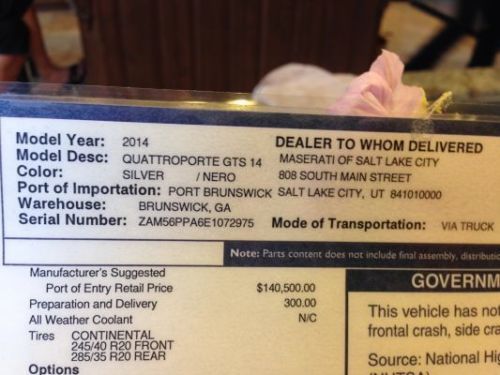 Model Year: 2014 DEALER TO WHOM DELIVERED
Model Desc: QUATTROPORTE GTS 14 MASERATI OF SALT LAKE CITY
Color: SILVER / NERO 808 SOUTH MAIN STREET
Port of Importation: PORT BRUNSWICK SALT LAKE CITY, UT 841010000
Warehouse: BRUNSWICK, GA
Serial Number: ZAM56PPA6E1072975 Mode of Transportation: VIA TRUCK
Note: Parts content does not include final assembly, distributio
Manufacturer's Suggested
Port of Entry Retail Price $140,500.00
Preparation and Delivery 300.00
All Weather Coolant N/C
Tires CONTINENTAL
245/40 R20 FRONT
285/35 R20 REAR
Options
GOVERNM
This vehicle has not
frontal crash, side cra
Source: National Hig